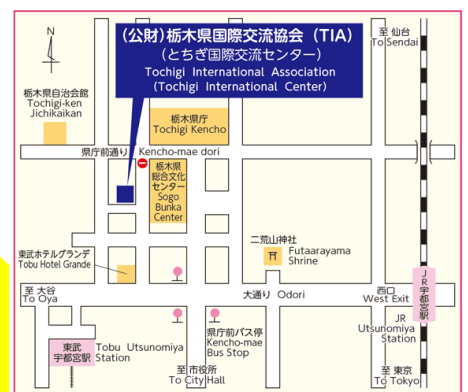 (公財)栃木県国際交流協会 (TIA)
(とちぎ国際交流センター)
Tochigi International Association
(Tochigi International Center)
至 仙台
To Sendai
N
栃木県自治会館
Tochigi-ken
Jichikaikan
栃木県庁
Tochigi Kencho
県庁前通り Kencho-mae dori
栃木県
総合文化
センター
Sogo
Bunka
Center
二荒山神社
Futaarayama
Shrine
東武ホテルグランデ
Tobu Hotel Grande
至 大谷
To Oya
大通り Odori
西口
West Exit
JR宇都宮駅
JR
Utsunomiya
Station
県庁前バス停
Kencho-mae
Bus Stop
東武
宇都宮駅
Tobu Utsunomiya
Station
至 市役所
To City Hall
至 東京
To Tokyo